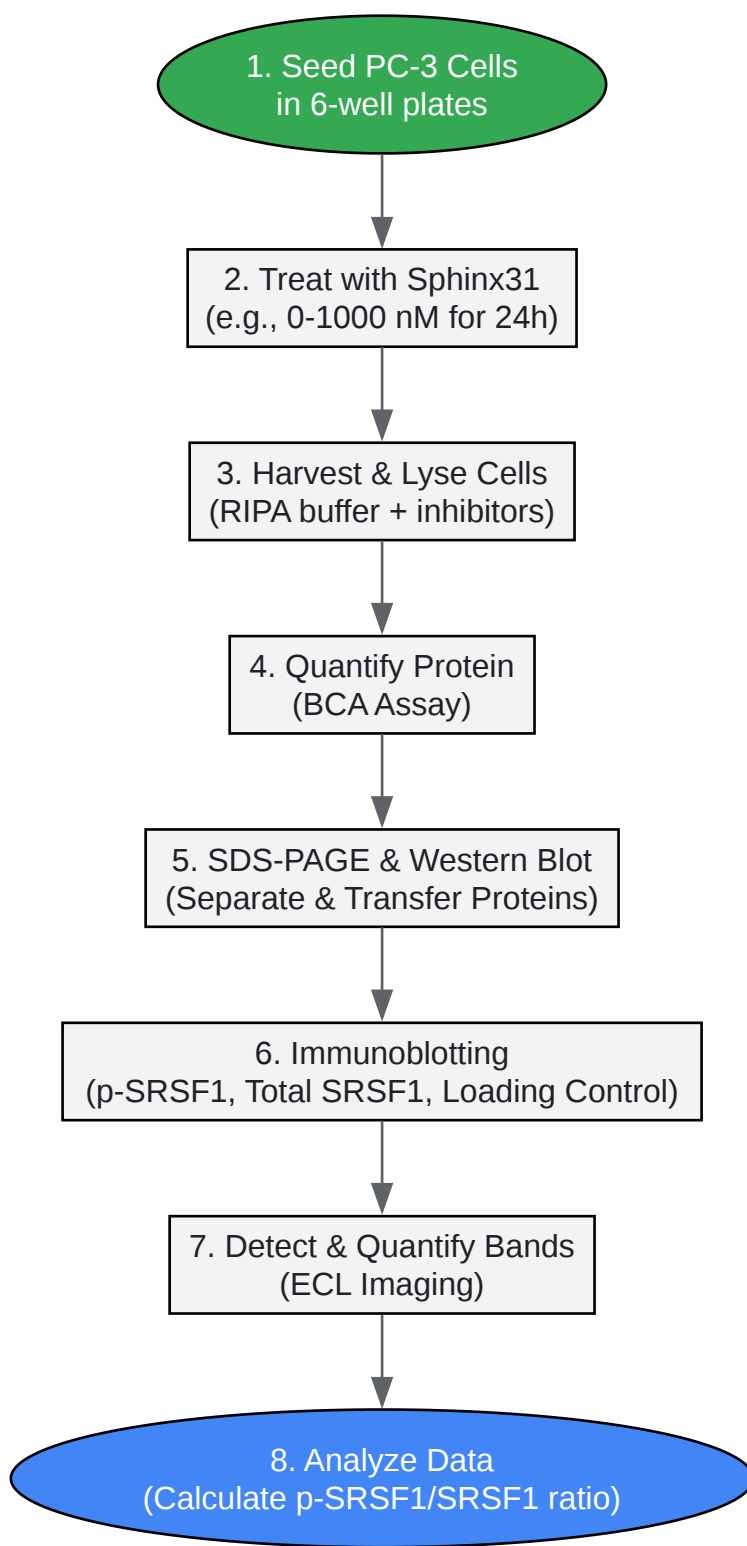 1. Seed PC-3 Cells
in 6-well plates
2. Treat with Sphinx31
(e.g., 0-1000 nM for 24h)
3. Harvest & Lyse Cells
(RIPA buffer + inhibitors)
4. Quantify Protein
(BCA Assay)
5. SDS-PAGE & Western Blot
(Separate & Transfer Proteins)
6. Immunoblotting
(p-SRSF1, Total SRSF1, Loading Control)
7. Detect & Quantify Bands
(ECL Imaging)
8. Analyze Data
(Calculate p-SRSF1/SRSF1 ratio)